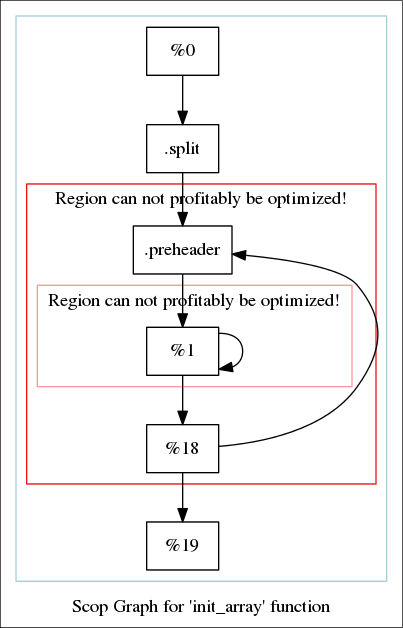 %0
.split
Region can not profitably be optimized!
.preheader
Region can not profitably be optimized!
%1
%18
%19
Scop Graph for 'init_array' function